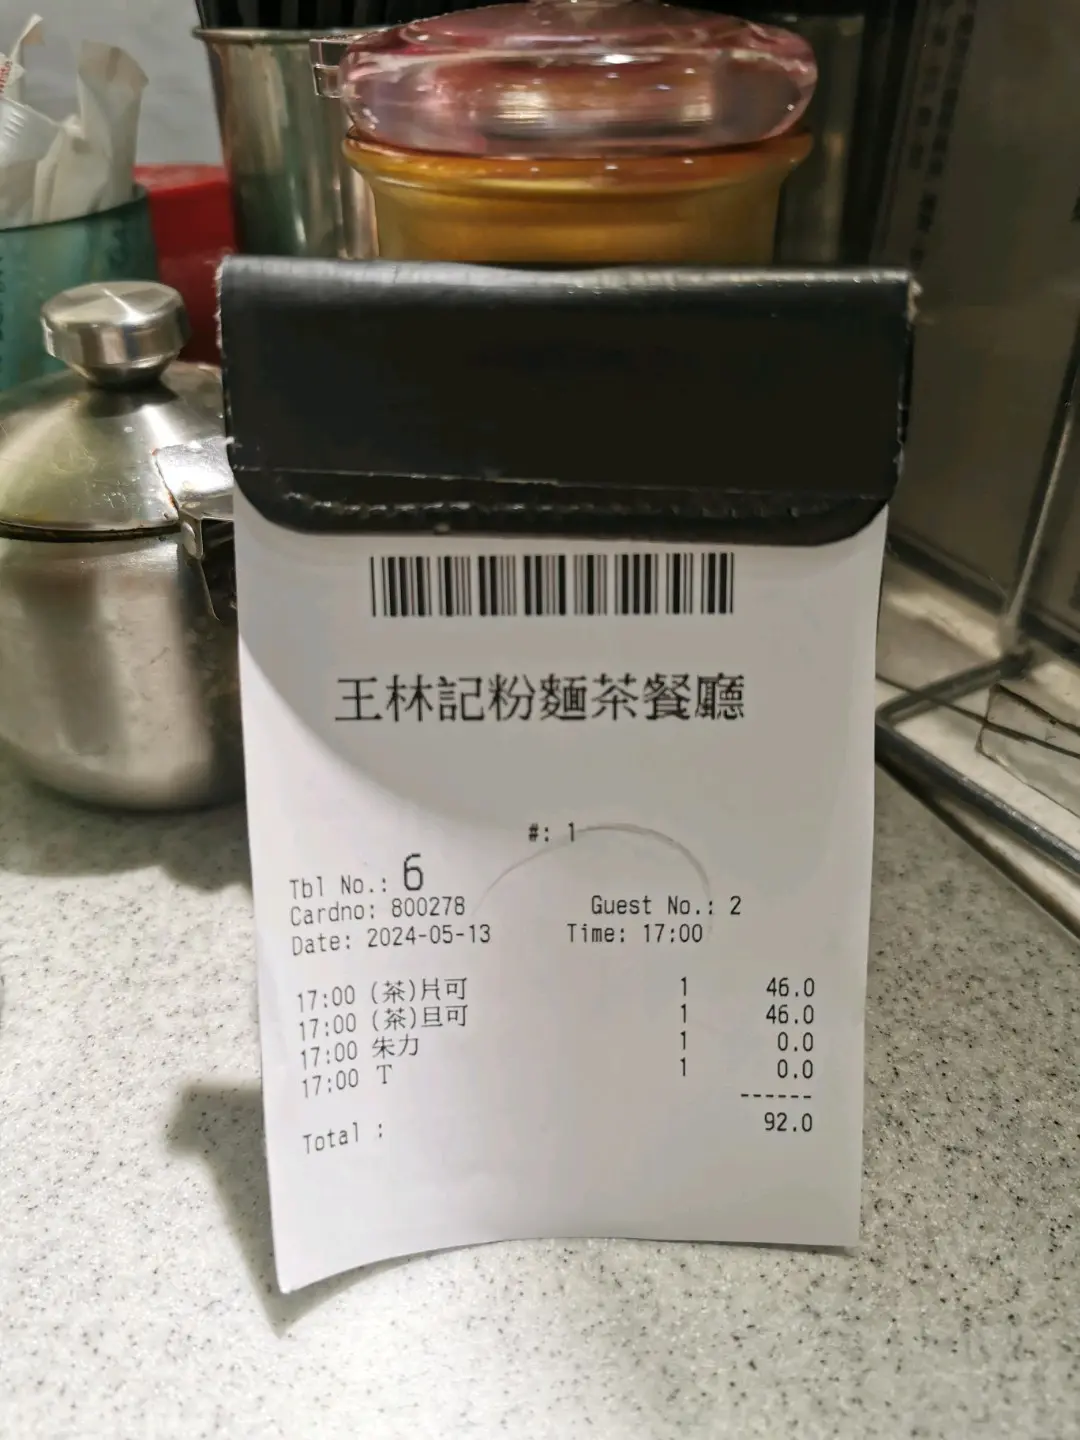 王林記粉麵茶餐廳
#: 1
Tbl No.: 6
Cardno: 800278 Guest No.: 2
Date: 2024-05-13 Time: 17:00
17:00 (茶)爿可 1 46.0
17:00 (茶)旦可 1 46.0
17:00 朱力 1 0.0
17:00 T 1 0.0
------
Total : 92.0